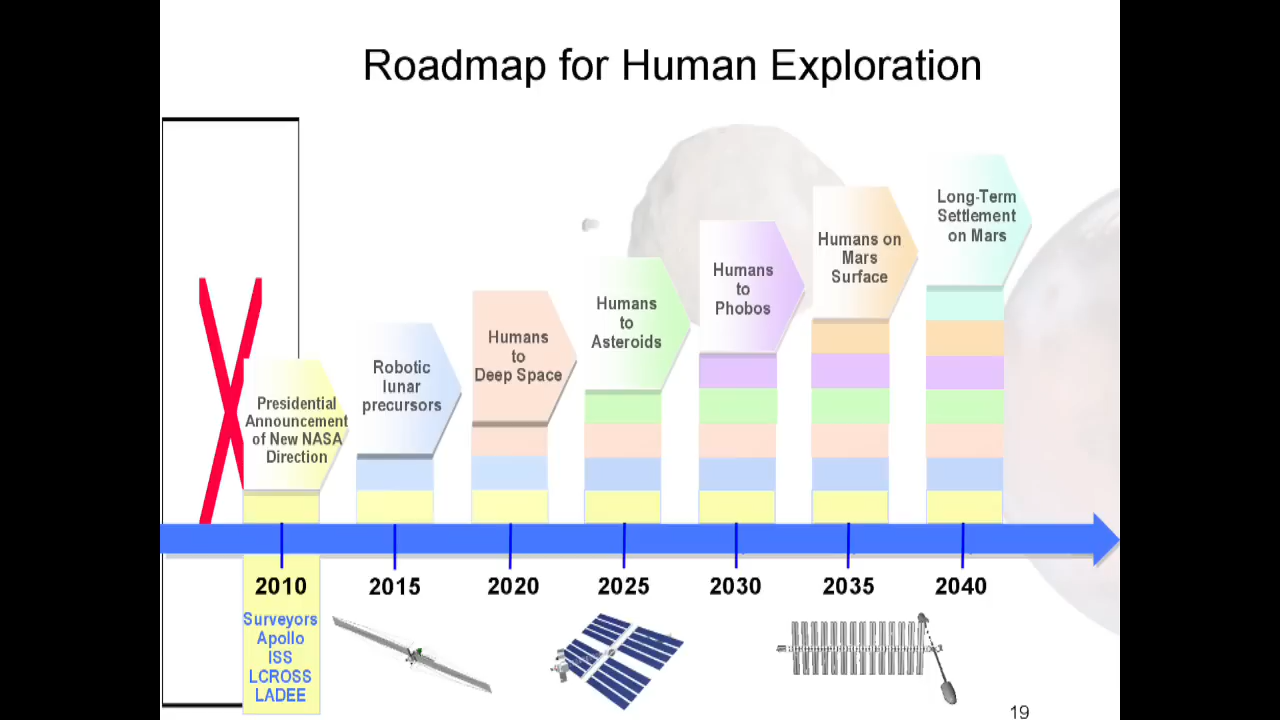 Roadmap for Human Exploration
Presidential
Announcement
of New NASA
Direction
Robotic
lunar
precursors
Humans
to
Deep Space
Humans
to
Asteroids
Humans
to
Phobos
Humans on
Mars
Surface
Long-Term
Settlement
on Mars
2010
2015
2020
2025
2030
2035
2040
Surveyors
Apollo
ISS
LCROSS
LADEE
19